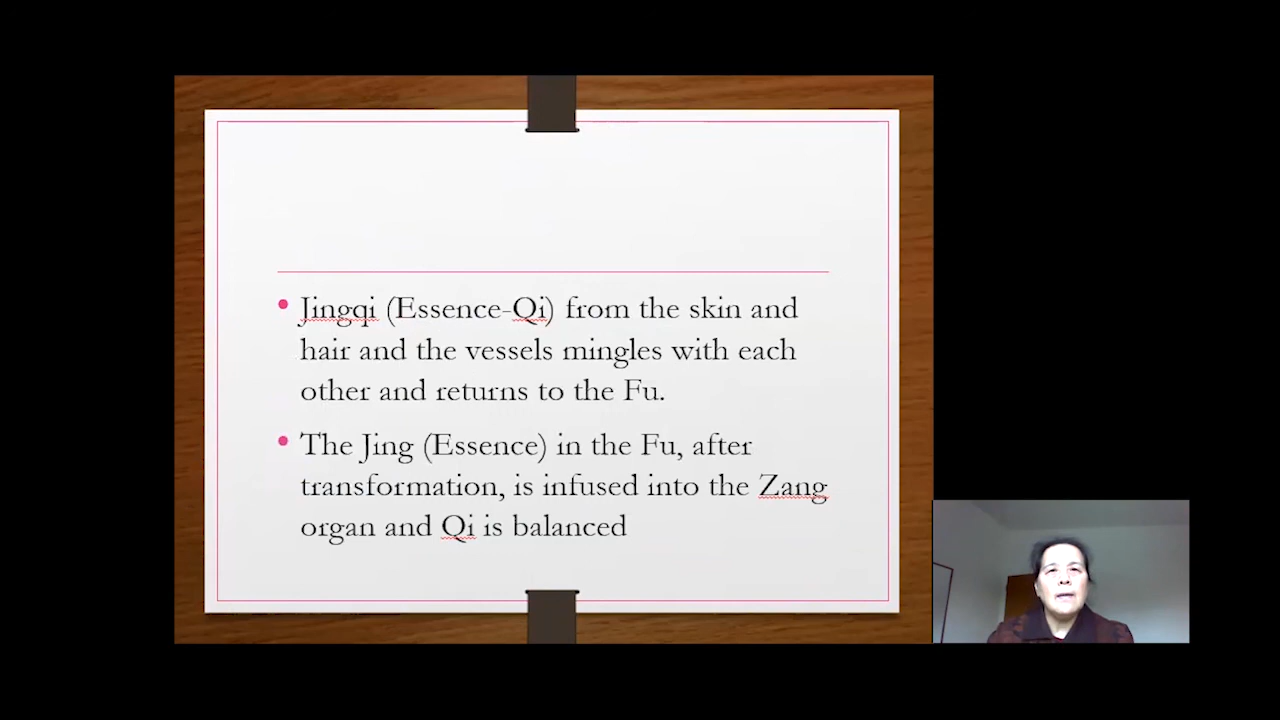 Jingqi (Essence-Qi) from the skin and
hair and the vessels mingles with each
other and returns to the Fu.
The Jing (Essence) in the Fu, after
transformation, is infused into the Zang
organ and Qi is balanced